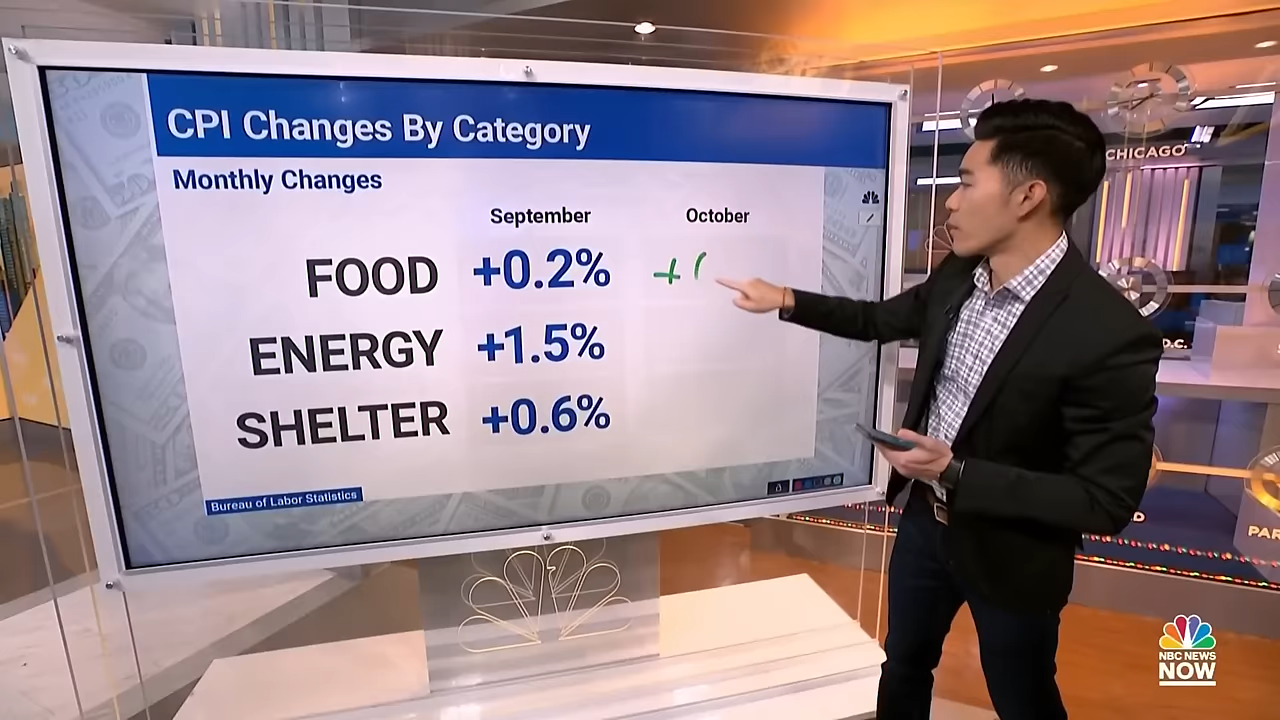 CPI Changes By Category
Monthly Changes
September October
FOOD +0.2% +
ENERGY +1.5%
SHELTER +0.6%
Bureau of Labor Statistics
CHICAGO
D.C.
NBC NEWS
NOW